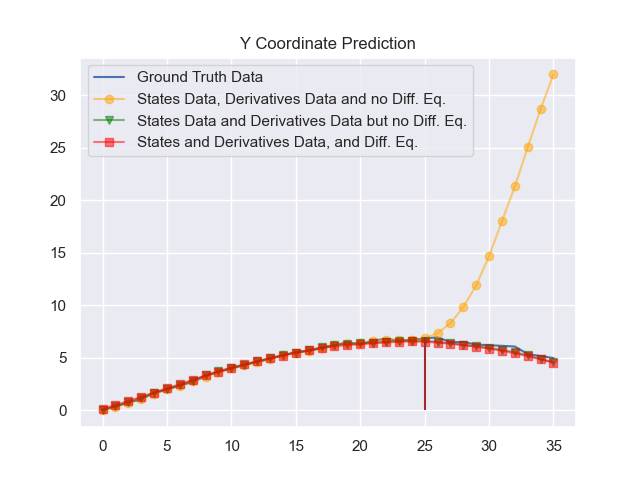 Y Coordinate Prediction
Ground Truth Data
States Data, Derivatives Data and no Diff. Eq.
States Data and Derivatives Data but no Diff. Eq.
States and Derivatives Data, and Diff. Eq.
30
25
20
15
10
5
0
0 5 10 15 20 25 30 35